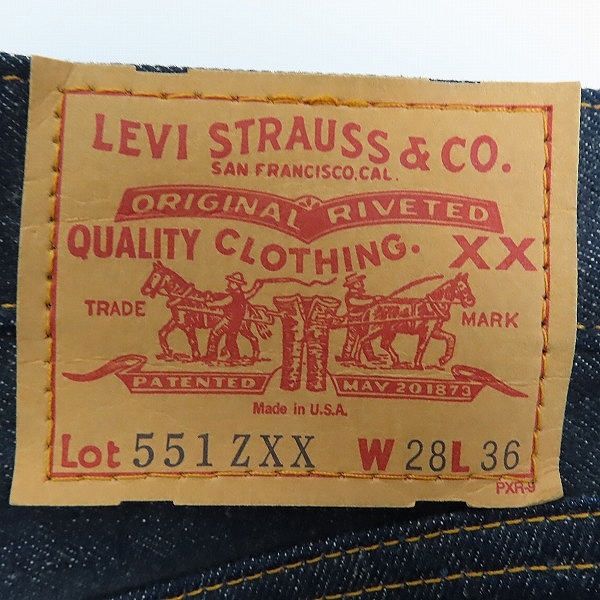 LEVI STRAUSS & CO.
SAN FRANCISCO, CAL.
ORIGINAL RIVETED
QUALITY CLOTHING. XX
TRADE MARK
PATENTED MAY 20 1873
Made in U.S.A.
Lot 551 ZXX W 28 L 36
PXR-9